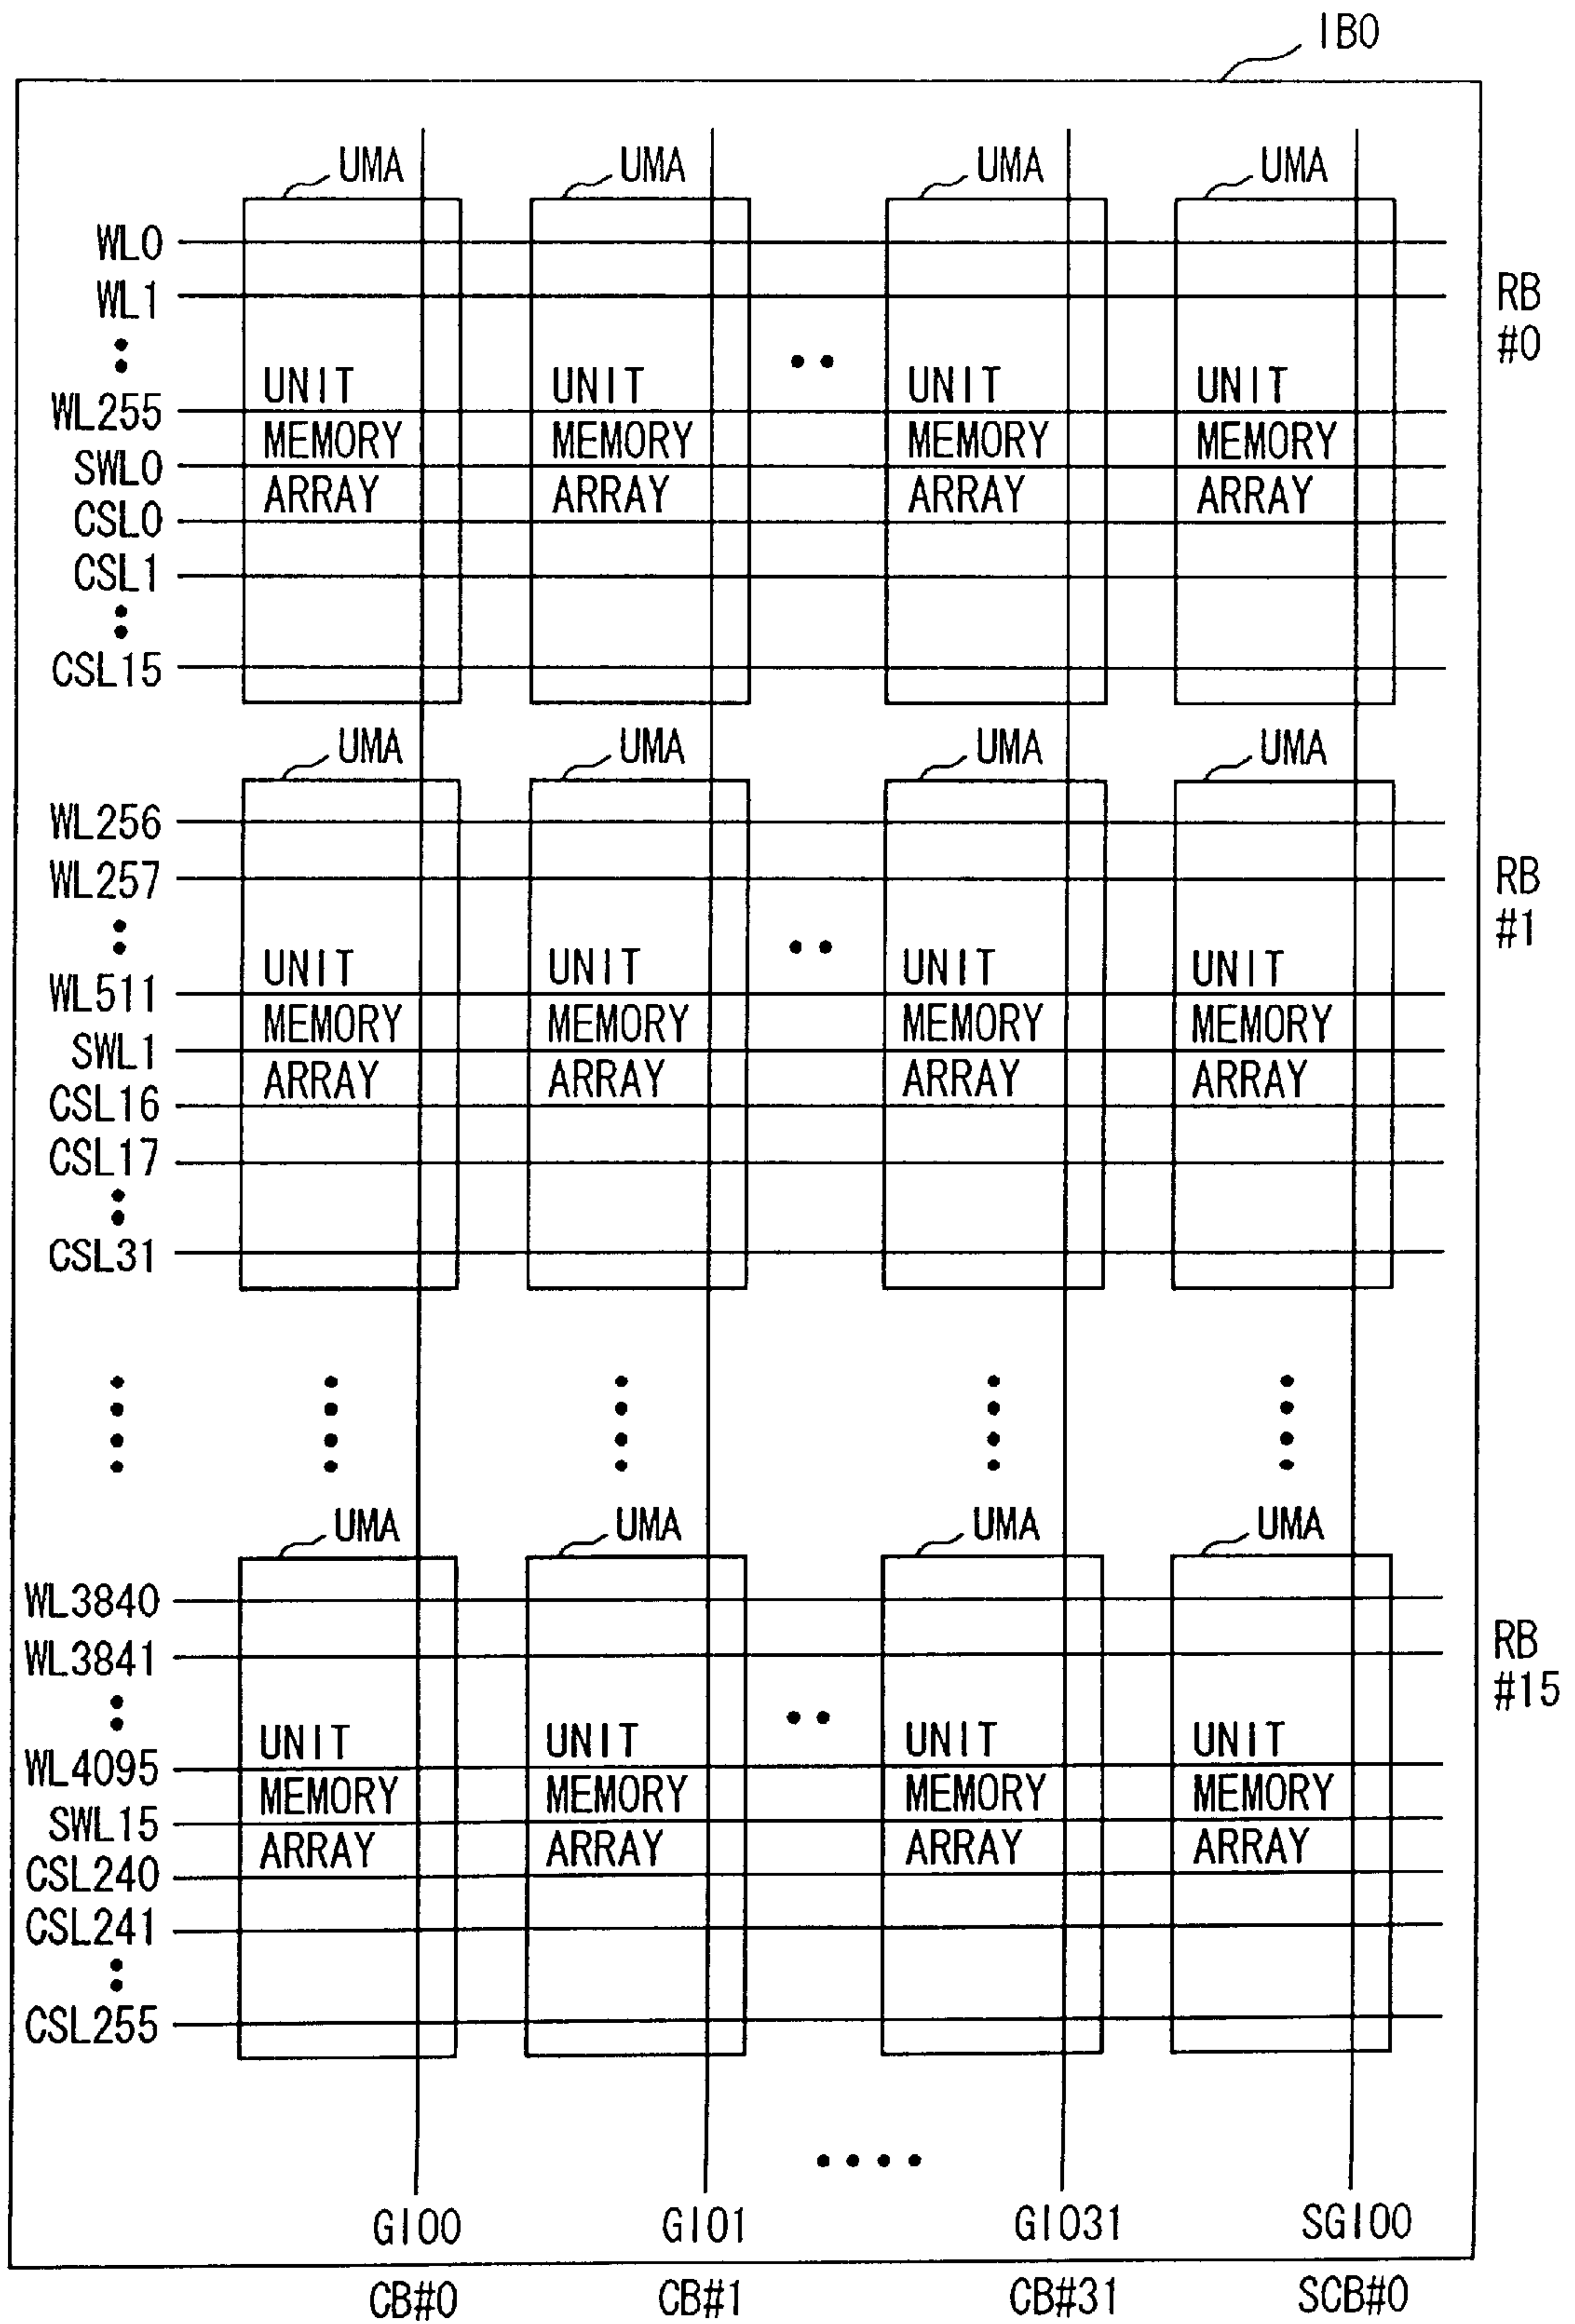 IB0
UMA UMA UMA UMA
WL0
WL1
RB
#0
UNIT UNIT UNIT UNIT
WL255
MEMORY MEMORY MEMORY MEMORY
SWL0
ARRAY ARRAY ARRAY ARRAY
CSL0
CSL1
CSL15
UMA UMA UMA UMA
WL256
WL257
RB
#1
UNIT UNIT UNIT UNIT
WL511
MEMORY MEMORY MEMORY MEMORY
SWL1
ARRAY ARRAY ARRAY ARRAY
CSL16
CSL17
CSL31
UMA UMA UMA UMA
WL3840
WL3841
RB
#15
UNIT UNIT UNIT UNIT
WL4095
MEMORY MEMORY MEMORY MEMORY
SWL15
ARRAY ARRAY ARRAY ARRAY
CSL240
CSL241
CSL255
GIO0 GIO1 GIO31 SGIO0
CB#0 CB#1 CB#31 SCB#0